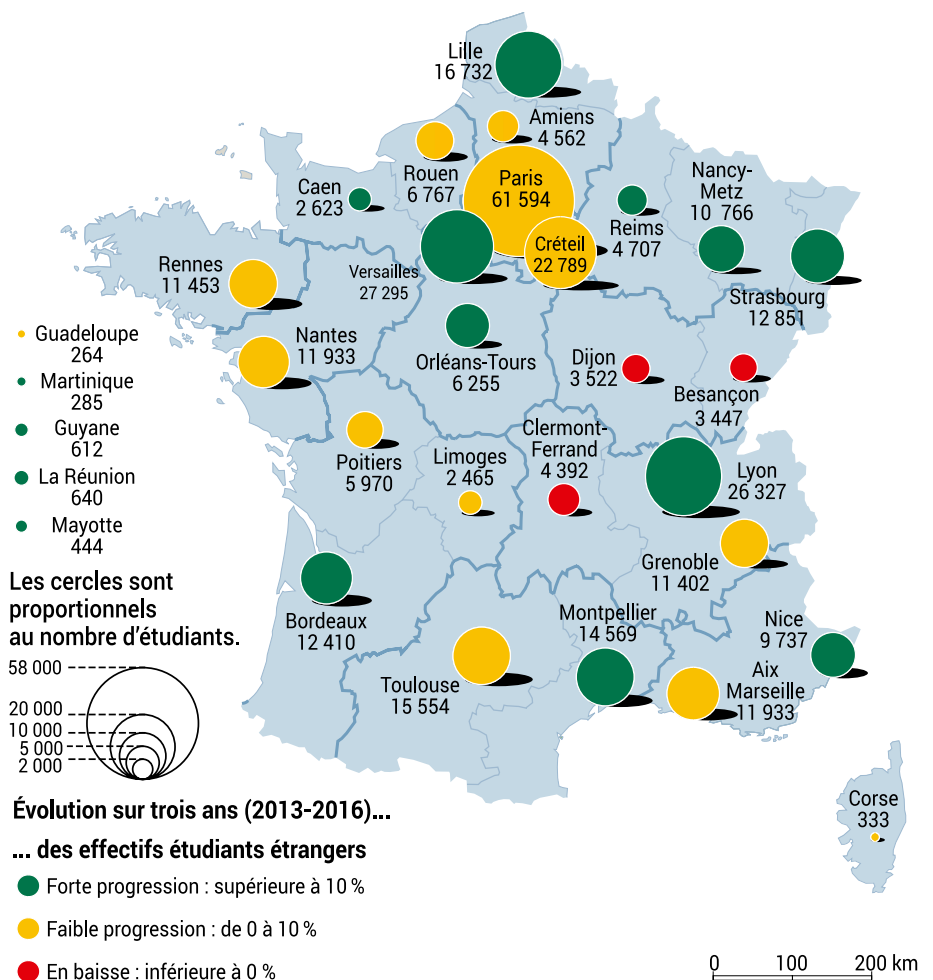 Lille
16 732
Amiens
4 562
Rouen
6 767
Paris
61 594
Caen
2 623
Nancy-
Metz
10 766
Reims
4 707
Créteil
22 789
Rennes
11 453
Versailles
27 295
Strasbourg
12 851
Guadeloupe
264
Martinique
285
Guyane
612
La Réunion
640
Mayotte
444
Nantes
11 933
Orléans-Tours
6 255
Dijon
3 522
Besançon
3 447
Poitiers
5 970
Limoges
2 465
Clermont-
Ferrand
4 392
Lyon
26 327
Grenoble
11 402
Bordeaux
12 410
Montpellier
14 569
Nice
9 737
Toulouse
15 554
Aix
Marseille
11 933
Corse
333
Les cercles sont
proportionnels
au nombre d’étudiants.
58 000
20 000
10 000
5 000
2 000
Évolution sur trois ans (2013-2016)...
... des effectifs étudiants étrangers
Forte progression : supérieure à 10 %
Faible progression : de 0 à 10 %
En baisse : inférieure à 0 %
0 100 200 km